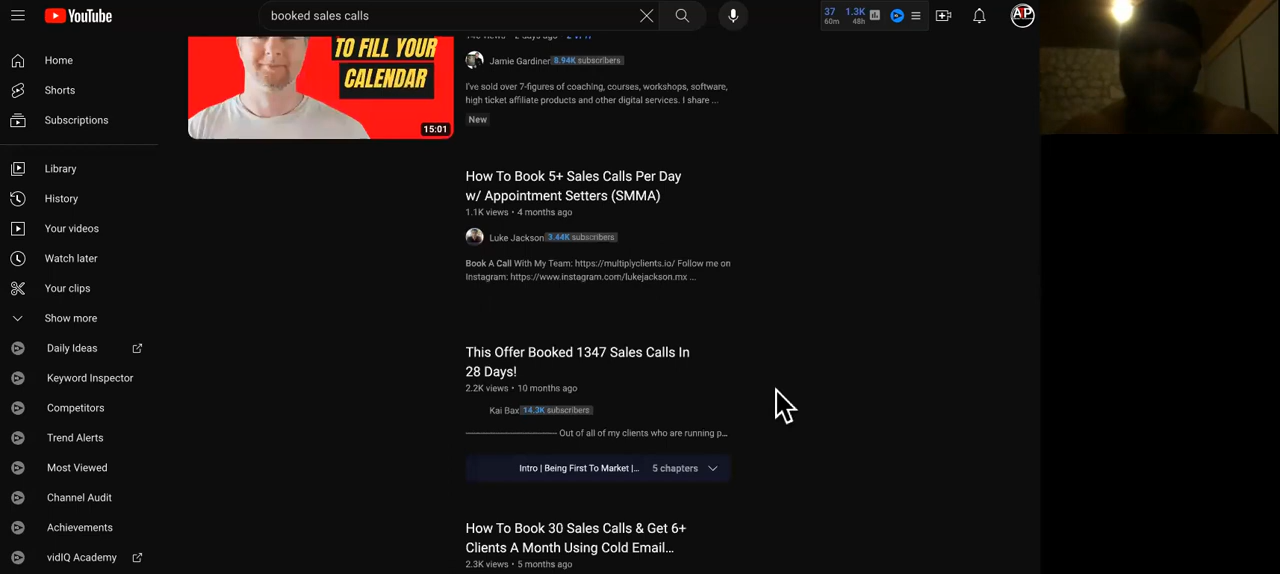 YouTube
booked sales calls
37
60m
1.3K
48h
ATP
Home
Shorts
Subscriptions
Library
History
Your videos
Watch later
Your clips
Show more
Daily Ideas
Keyword Inspector
Competitors
Trend Alerts
Most Viewed
Channel Audit
Achievements
vidIQ Academy
TO FILL YOUR
CALENDAR
15:01
Jamie Gardiner 8.94K subscribers
I've sold over 7-figures of coaching, courses, workshops, software,
high ticket affiliate products and other digital services. I share ...
New
How To Book 5+ Sales Calls Per Day
w/ Appointment Setters (SMMA)
1.1K views • 4 months ago
Luke Jackson 3.44K subscribers
Book A Call With My Team: https://multiplyclients.io/ Follow me on
Instagram: https://www.instagram.com/lukejackson.mx ...
This Offer Booked 1347 Sales Calls In
28 Days!
2.2K views • 10 months ago
Kai Bax 14.3K subscribers
Out of all of my clients who are running p...
Intro | Being First To Market |... 5 chapters
How To Book 30 Sales Calls & Get 6+
Clients A Month Using Cold Email...
2.3K views • 5 months ago